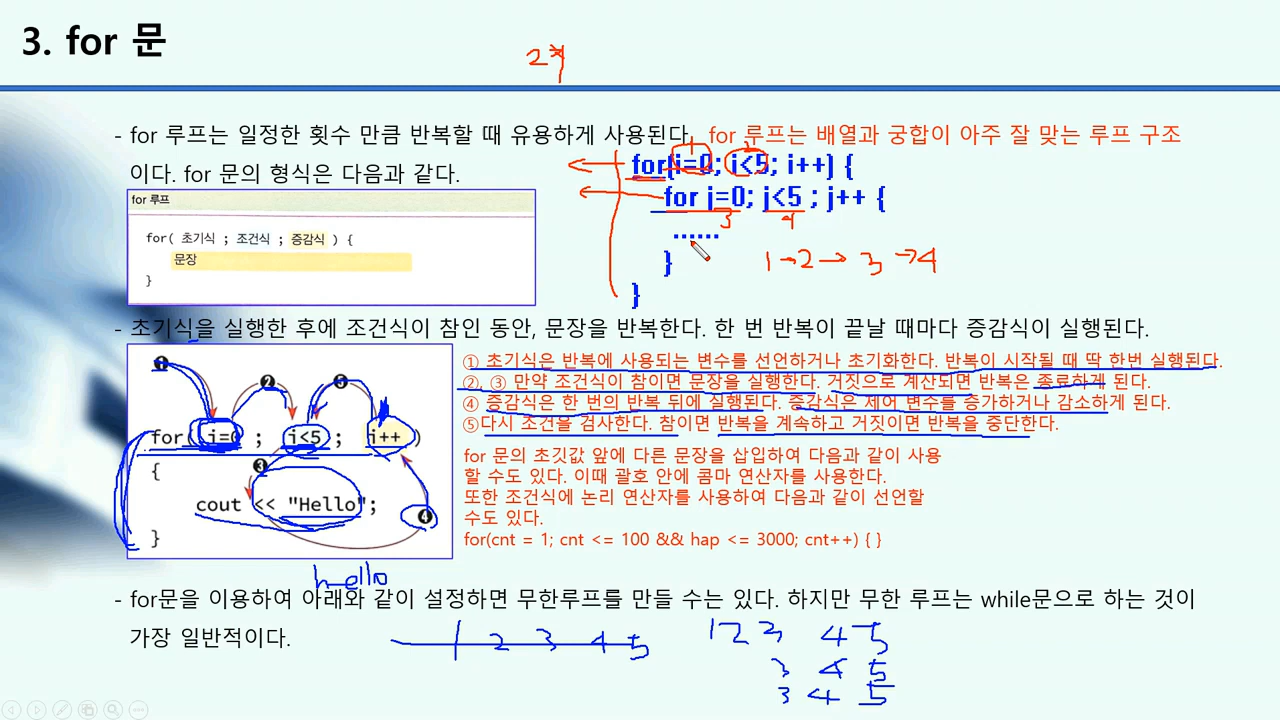 3. for 문
2*
- for 루프는 일정한 횟수 만큼 반복할 때 유용하게 사용된다. for 루프는 배열과 궁합이 아주 잘 맞는 루프 구조
이다. for 문의 형식은 다음과 같다.
1 2
for(i=0; i<5; i++) {
for j=0; j<5 ; j++ {
3 4
......
}
1 → 2 → 3 → 4
}
for 루프
for( 초기식 ; 조건식 ; 증감식 ) {
문장
}
- 초기식을 실행한 후에 조건식이 참인 동안, 문장을 반복한다. 한 번 반복이 끝날 때마다 증감식이 실행된다.
❶
❷ ❺
for( i=0 ; i<5 ; i++ )
{ ❸
cout << "Hello"; ❹
}
hello
① 초기식은 반복에 사용되는 변수를 선언하거나 초기화한다. 반복이 시작될 때 딱 한번 실행된다.
②, ③ 만약 조건식이 참이면 문장을 실행한다. 거짓으로 계산되면 반복은 종료하게 된다.
④ 증감식은 한 번의 반복 뒤에 실행된다. 증감식은 제어 변수를 증가하거나 감소하게 된다.
⑤다시 조건을 검사한다. 참이면 반복을 계속하고 거짓이면 반복을 중단한다.
for 문의 초깃값 앞에 다른 문장을 삽입하여 다음과 같이 사용
할 수도 있다. 이때 괄호 안에 콤마 연산자를 사용한다.
또한 조건식에 논리 연산자를 사용하여 다음과 같이 선언할
수도 있다.
for(cnt = 1; cnt <= 100 && hap <= 3000; cnt++) { }
- for문을 이용하여 아래와 같이 설정하면 무한루프를 만들 수는 있다. 하지만 무한 루프는 while문으로 하는 것이
가장 일반적이다.
1 2 3 4 5
1 2 3 4 5
3 4 5
3 4 5